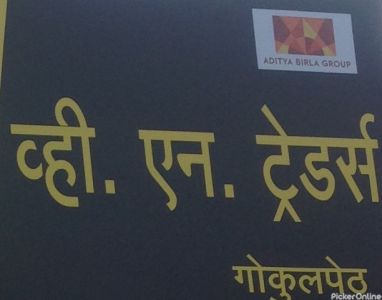 ADITYA BIRLA GROUP
व्ही. एन. ट्रेडर्स
गोकुलपेठ
PickerOnline